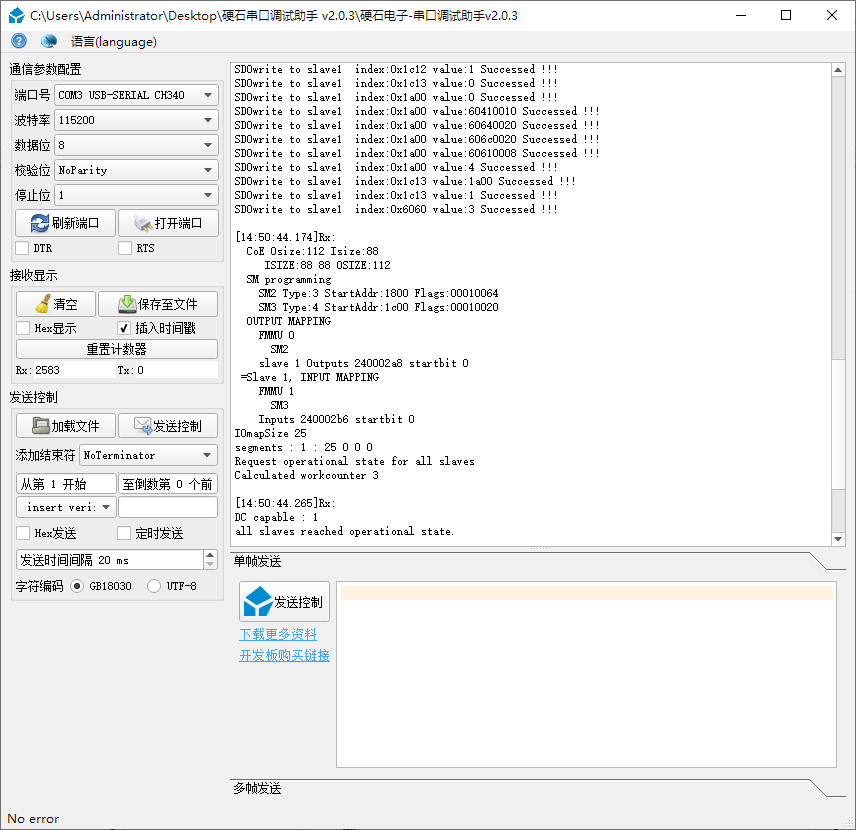 C:\Users\Administrator\Desktop\硬石串口调试助手 v2.0.3\硬石电子-串口调试助手v2.0.3
语言(language)
通信参数配置
端口号 COM3 USB-SERIAL CH340
波特率 115200
数据位 8
校验位 NoParity
停止位 1
刷新端口 打开端口
DTR RTS
接收显示
清空 保存至文件
Hex显示 插入时间戳
重置计数器
Rx:2583 Tx:0
发送控制
加载文件 发送控制
添加结束符 NoTerminator
从第 1 开始 至倒数第 0 个前
insert veri:
Hex发送 定时发送
发送时间间隔 20 ms
字符编码 GB18030 UTF-8
SDOwrite to slave1 index:0x1c12 value:1 Successed !!!
SDOwrite to slave1 index:0x1c13 value:0 Successed !!!
SDOwrite to slave1 index:0x1a00 value:0 Successed !!!
SDOwrite to slave1 index:0x1a00 value:60410010 Successed !!!
SDOwrite to slave1 index:0x1a00 value:60640020 Successed !!!
SDOwrite to slave1 index:0x1a00 value:606c0020 Successed !!!
SDOwrite to slave1 index:0x1a00 value:60610008 Successed !!!
SDOwrite to slave1 index:0x1a00 value:4 Successed !!!
SDOwrite to slave1 index:0x1c13 value:1a00 Successed !!!
SDOwrite to slave1 index:0x1c13 value:1 Successed !!!
SDOwrite to slave1 index:0x6060 value:3 Successed !!!
[14:50:44.174]Rx:
CoE Osize:112 Isize:88
ISIZE:88 88 OSIZE:112
SM programming
SM2 Type:3 StartAddr:1800 Flags:00010064
SM3 Type:4 StartAddr:1c00 Flags:00010020
OUTPUT MAPPING
FMMU 0
SM2
slave 1 Outputs 240002a8 startbit 0
=Slave 1, INPUT MAPPING
FMMU 1
SM3
Inputs 240002b6 startbit 0
IOmapSize 25
segments : 1 : 25 0 0 0
Request operational state for all slaves
Calculated workcounter 3
[14:50:44.265]Rx:
DC capable : 1
all slaves reached operational state.
单帧发送
发送控制
下载更多资料
开发板购买链接
多帧发送
No error